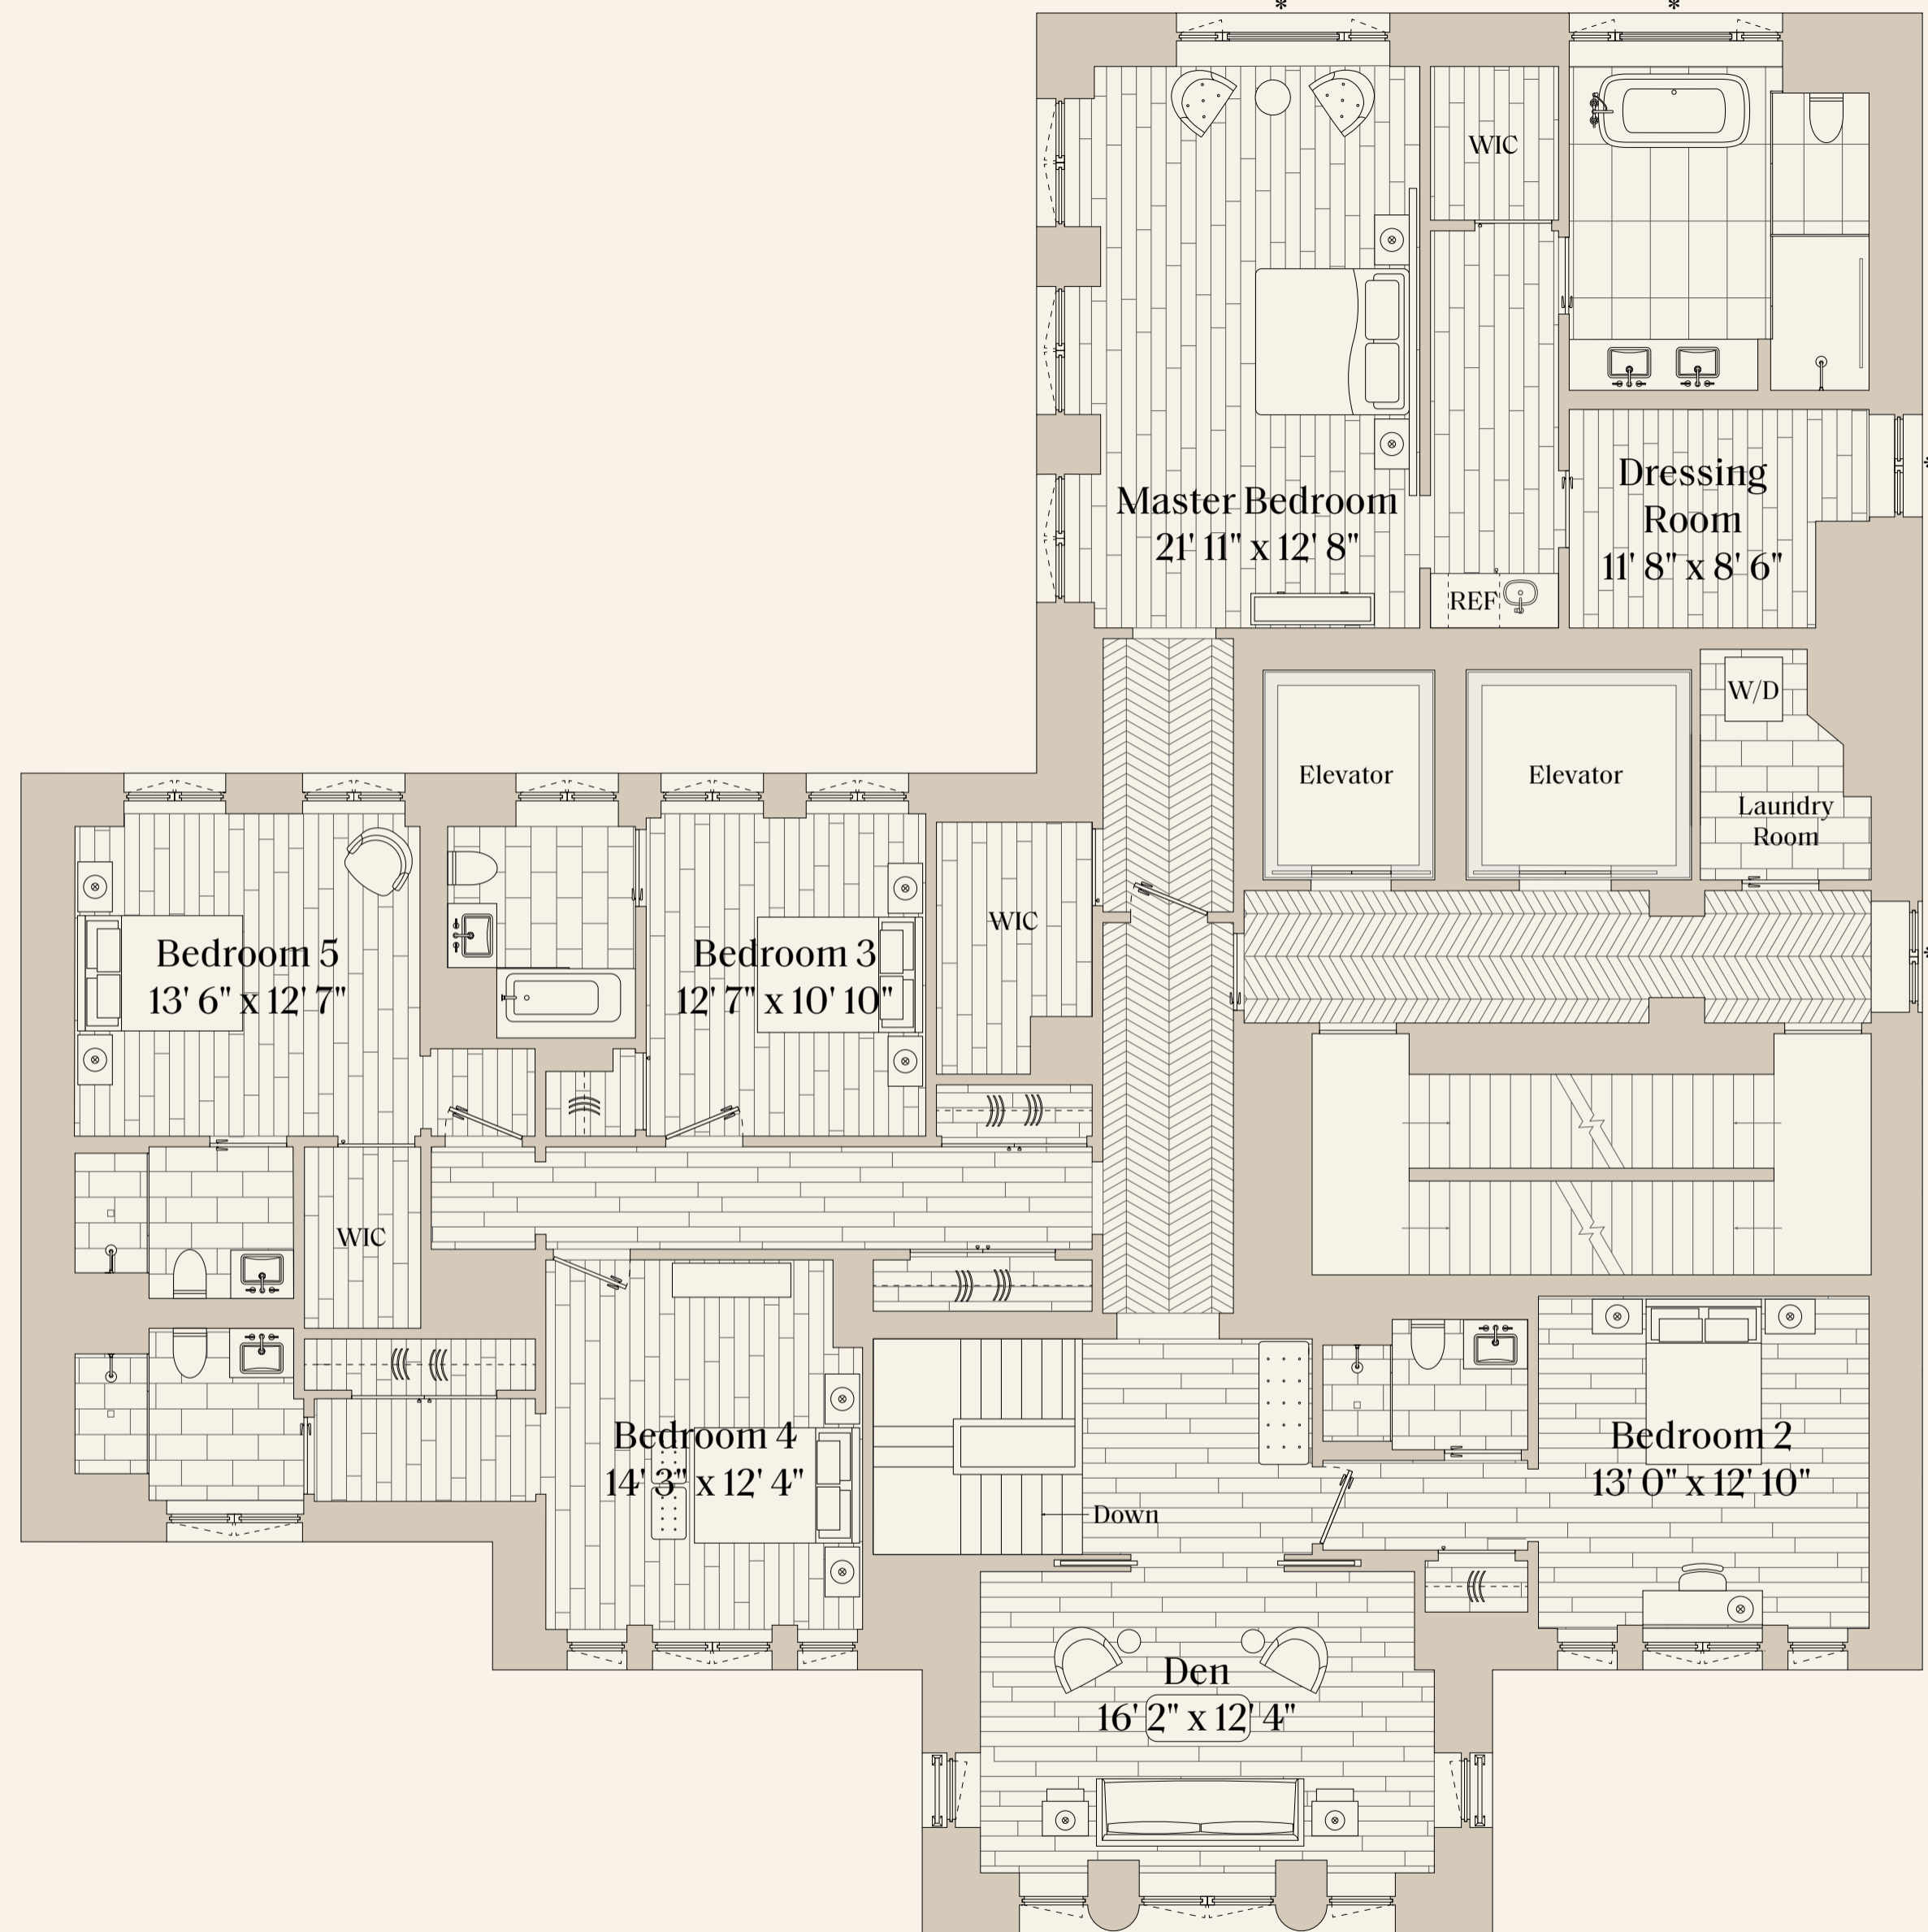 *
*
WIC
Master Bedroom
21' 11" x 12' 8"
Dressing
Room
11' 8" x 8' 6"
*
REF
W/D
Elevator
Elevator
Laundry
Room
Bedroom 5
13' 6" x 12' 7"
Bedroom 3
12' 7" x 10' 10"
WIC
*
WIC
Bedroom 4
14' 3" x 12' 4"
Bedroom 2
13' 0" x 12' 10"
Down
Den
16' 2" x 12' 4"